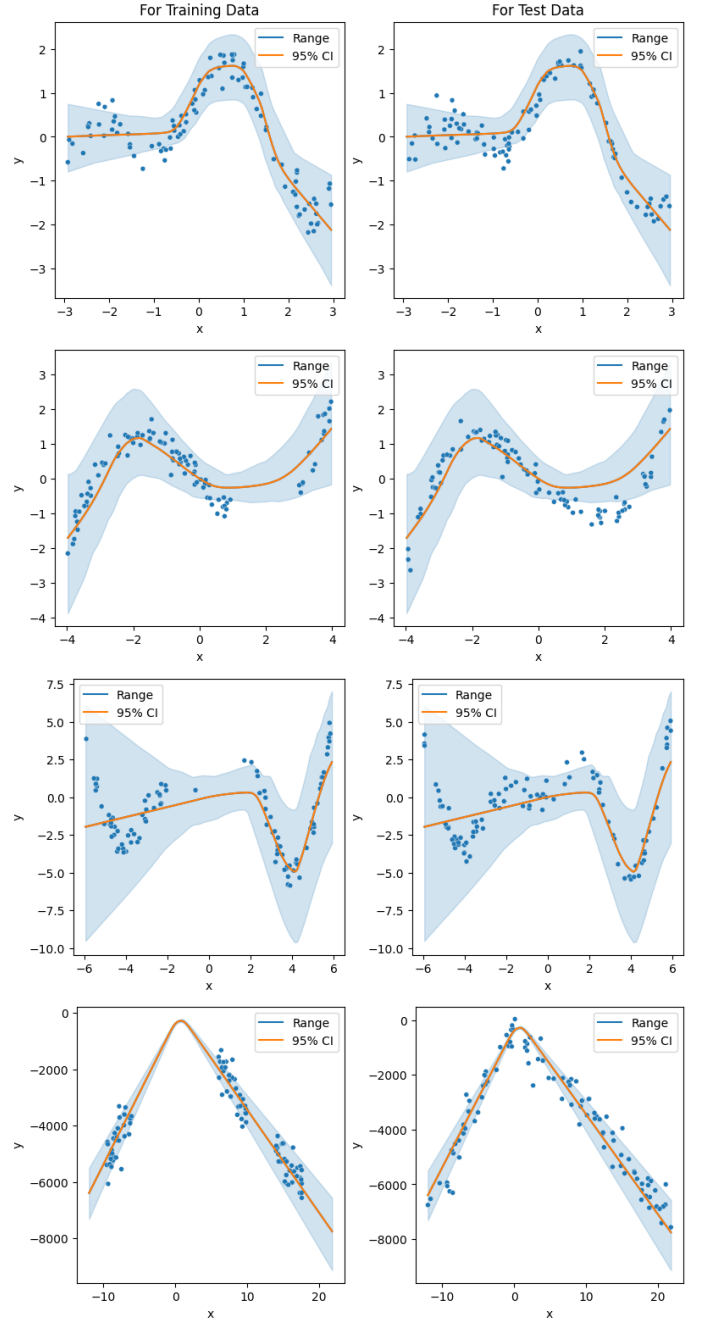 For Training Data
For Test Data
Range
95% CI
Range
95% CI
y
2
1
0
−1
−2
−3
y
2
1
0
−1
−2
−3
−3 −2 −1 0 1 2 3
−3 −2 −1 0 1 2 3
x
x
Range
95% CI
Range
95% CI
y
3
2
1
0
−1
−2
−3
−4
y
3
2
1
0
−1
−2
−3
−4
−4 −2 0 2 4
−4 −2 0 2 4
x
x
Range
95% CI
Range
95% CI
y
7.5
5.0
2.5
0.0
−2.5
−5.0
−7.5
−10.0
y
7.5
5.0
2.5
0.0
−2.5
−5.0
−7.5
−10.0
−6 −4 −2 0 2 4 6
−6 −4 −2 0 2 4 6
x
x
Range
95% CI
Range
95% CI
y
0
−2000
−4000
−6000
−8000
y
0
−2000
−4000
−6000
−8000
−10 0 10 20
−10 0 10 20
x
x